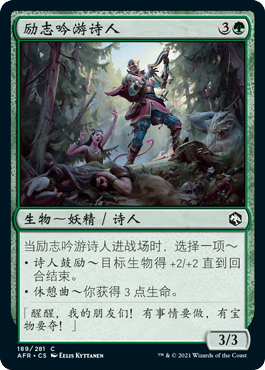 励志吟游诗人 3
生物～妖精／诗人
当励志吟游诗人进战场时，选择一项～
• 诗人鼓励～目标生物得+2/+2直到回
合结束。
• 休憩曲～你获得3点生命。
「醒醒，我的朋友们！有事情要做，有宝
物要夺！」
3/3
189/281 C
AFR • CS EELIS KYTTANEN
™ & © 2021 Wizards of the Coast